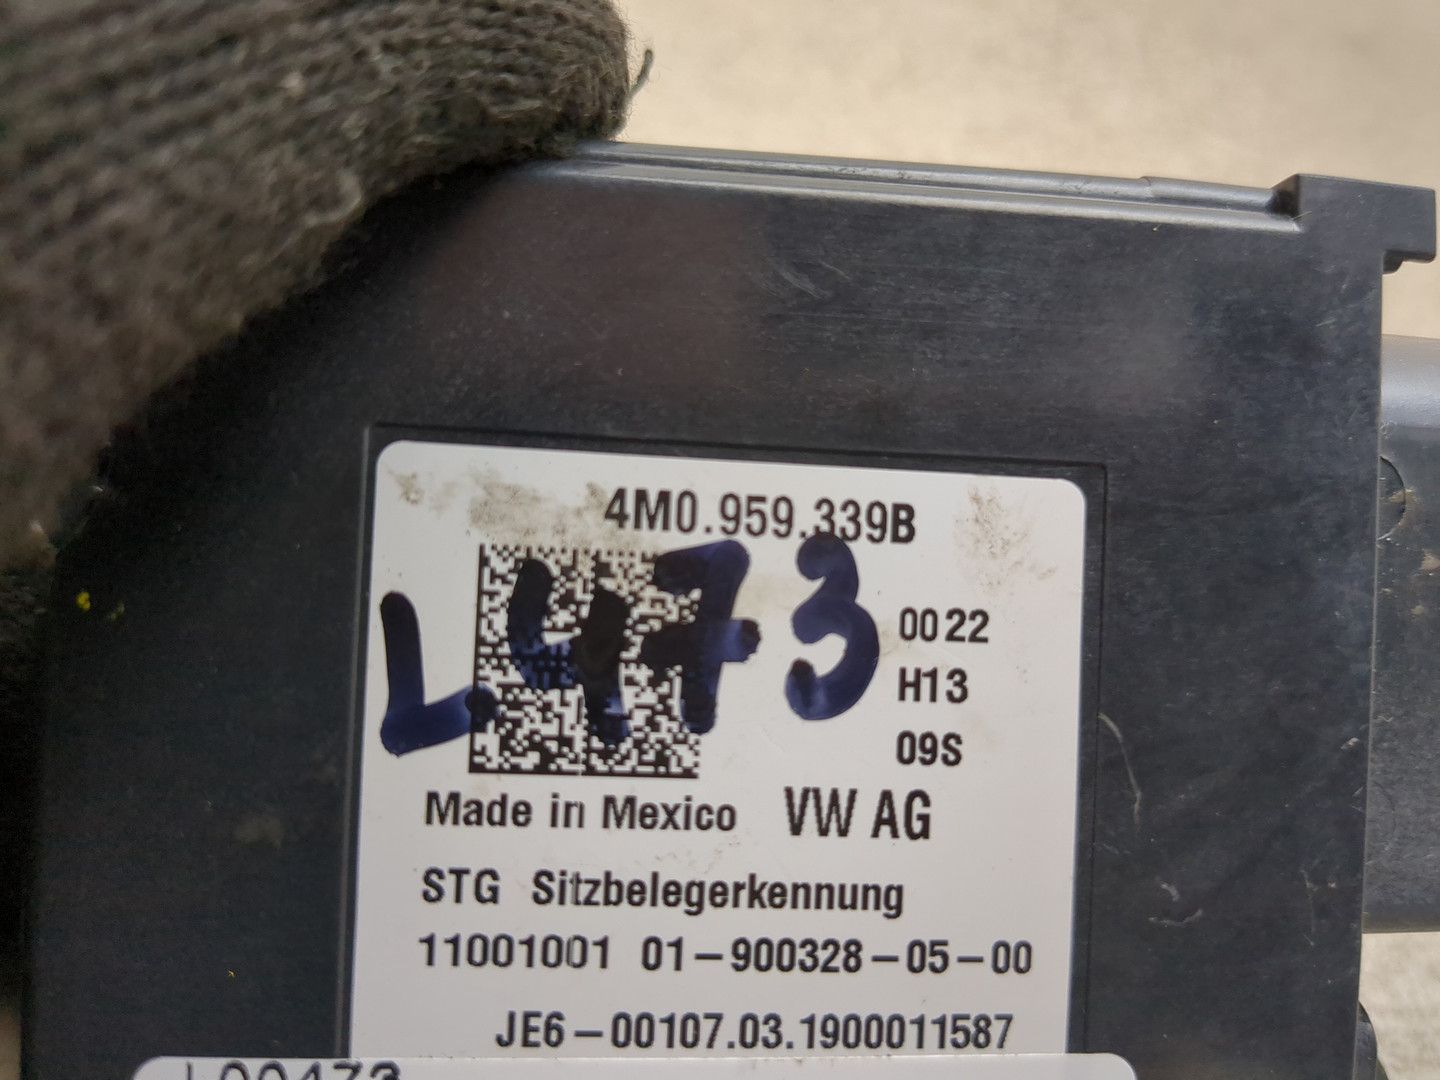 4M0.959.339B
L473
0022
H13
09S
Made in Mexico VW AG
STG Sitzbelegerkennung
11001001 01-900328-05-00
JE6-00107.03.1900011587
L00473